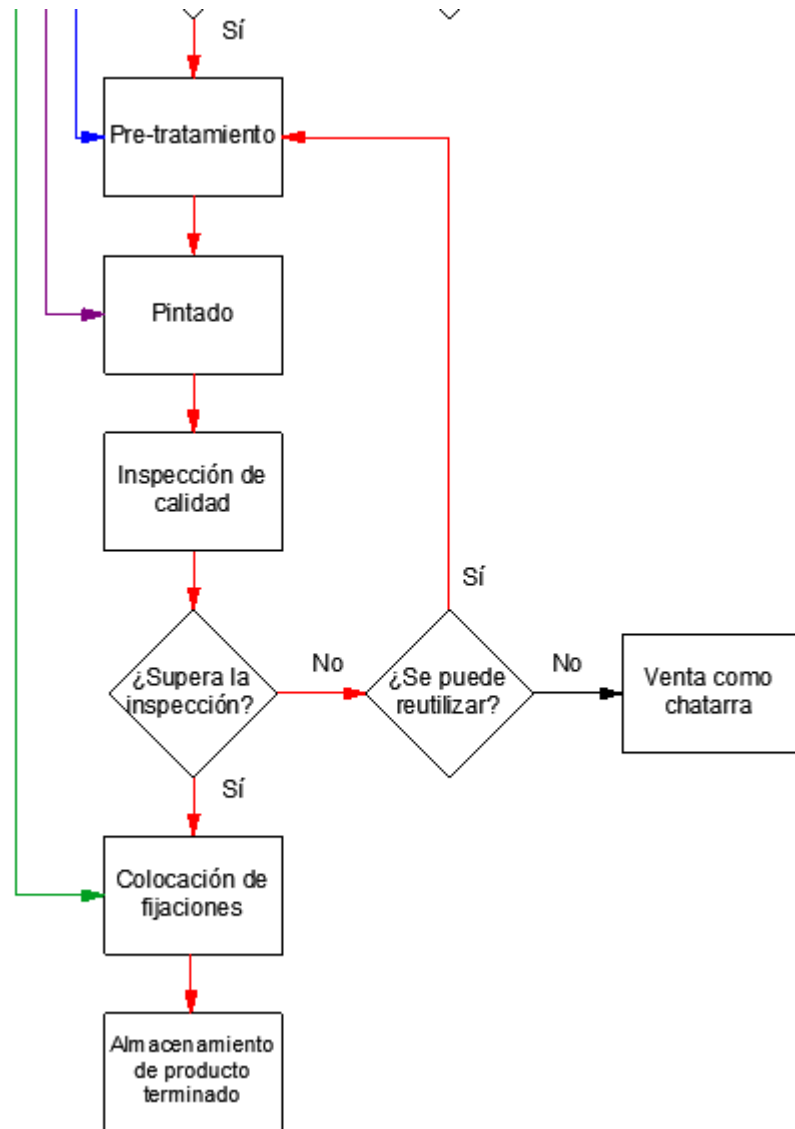 Sí
Pre-tratamiento
Pintado
Inspección de
calidad
Sí
¿Supera la
inspección?
No
¿Se puede
reutilizar?
No
Venta como
chatarra
Sí
Colocación de
fijaciones
Almacenamiento
de producto
terminado